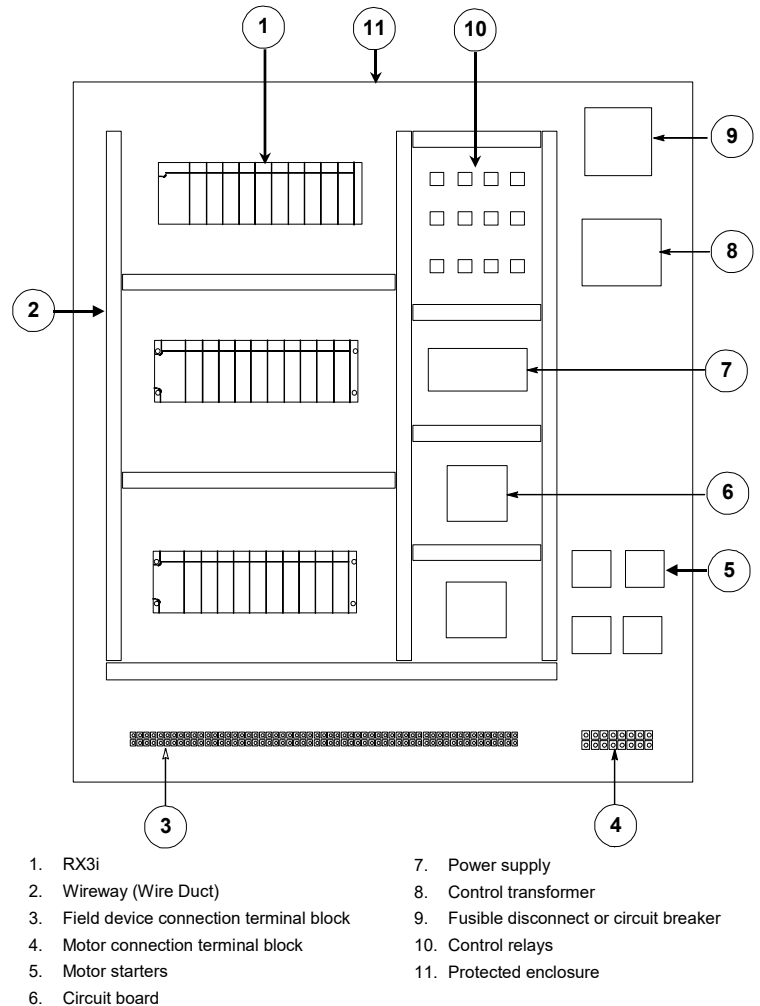 1
11
10
9
8
2
7
6
5
3
4
1. RX3i
2. Wireway (Wire Duct)
3. Field device connection terminal block
4. Motor connection terminal block
5. Motor starters
6. Circuit board
7. Power supply
8. Control transformer
9. Fusible disconnect or circuit breaker
10. Control relays
11. Protected enclosure